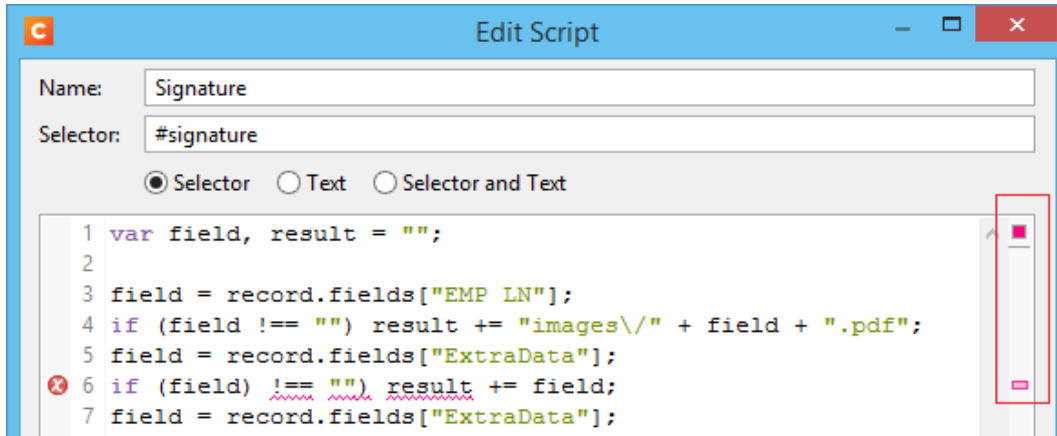 C Edit Script
Name: Signature
Selector: #signature
Selector Text Selector and Text
1 var field, result = "";
2
3 field = record.fields["EMP LN"];
4 if (field !== "") result += "images\/" + field + ".pdf";
5 field = record.fields["ExtraData"];
6 if (field) !== "") result += field;
7 field = record.fields["ExtraData"];